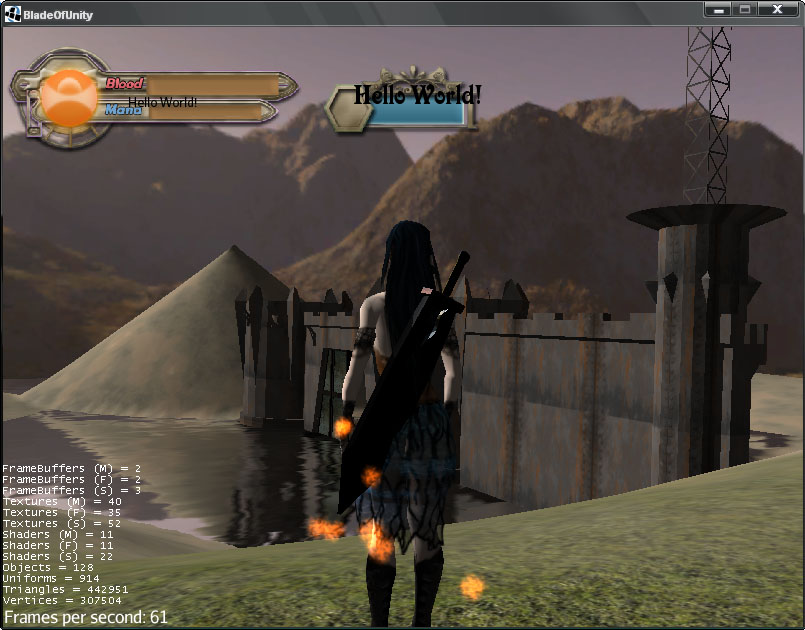 BladeOfUnity
Blood
Hello World!
Mana
Hello World!
FrameBuffers (M) = 2
FrameBuffers (F) = 2
FrameBuffers (S) = 3
Textures (M) = 40
Textures (F) = 35
Textures (S) = 52
Shaders (M) = 11
Shaders (F) = 11
Shaders (S) = 22
Objects = 128
Uniforms = 914
Triangles = 442951
Vertices = 307504
Frames per second: 61